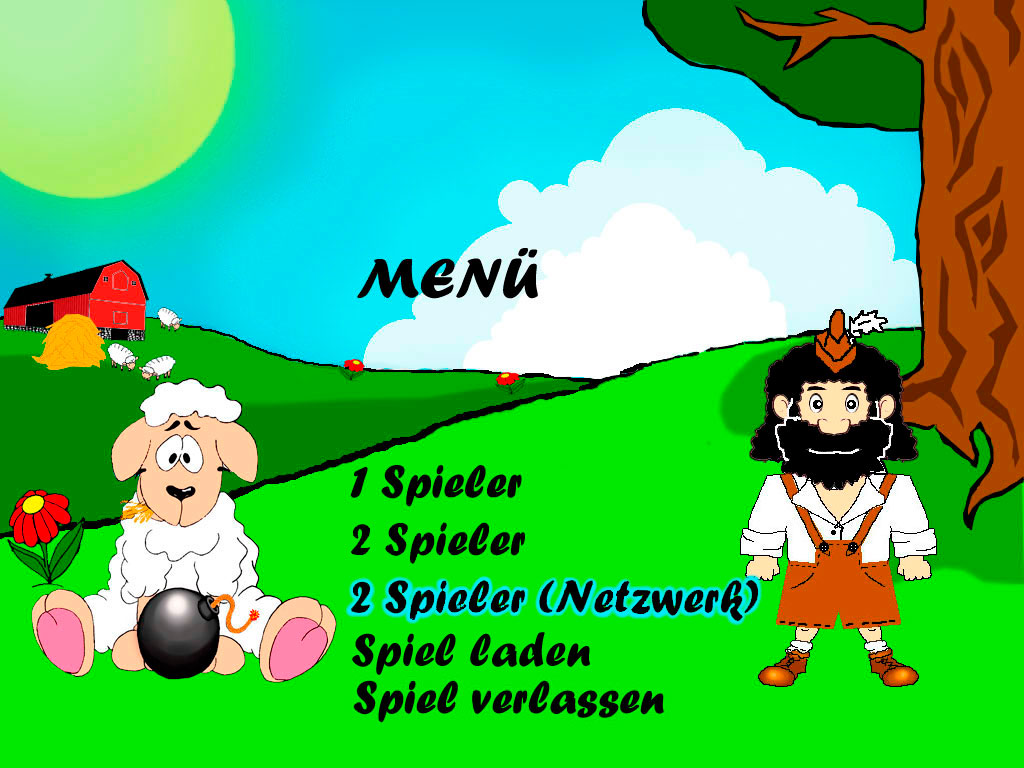 MENÜ
1 Spieler
2 Spieler
2 Spieler (Netzwerk)
Spiel laden
Spiel verlassen